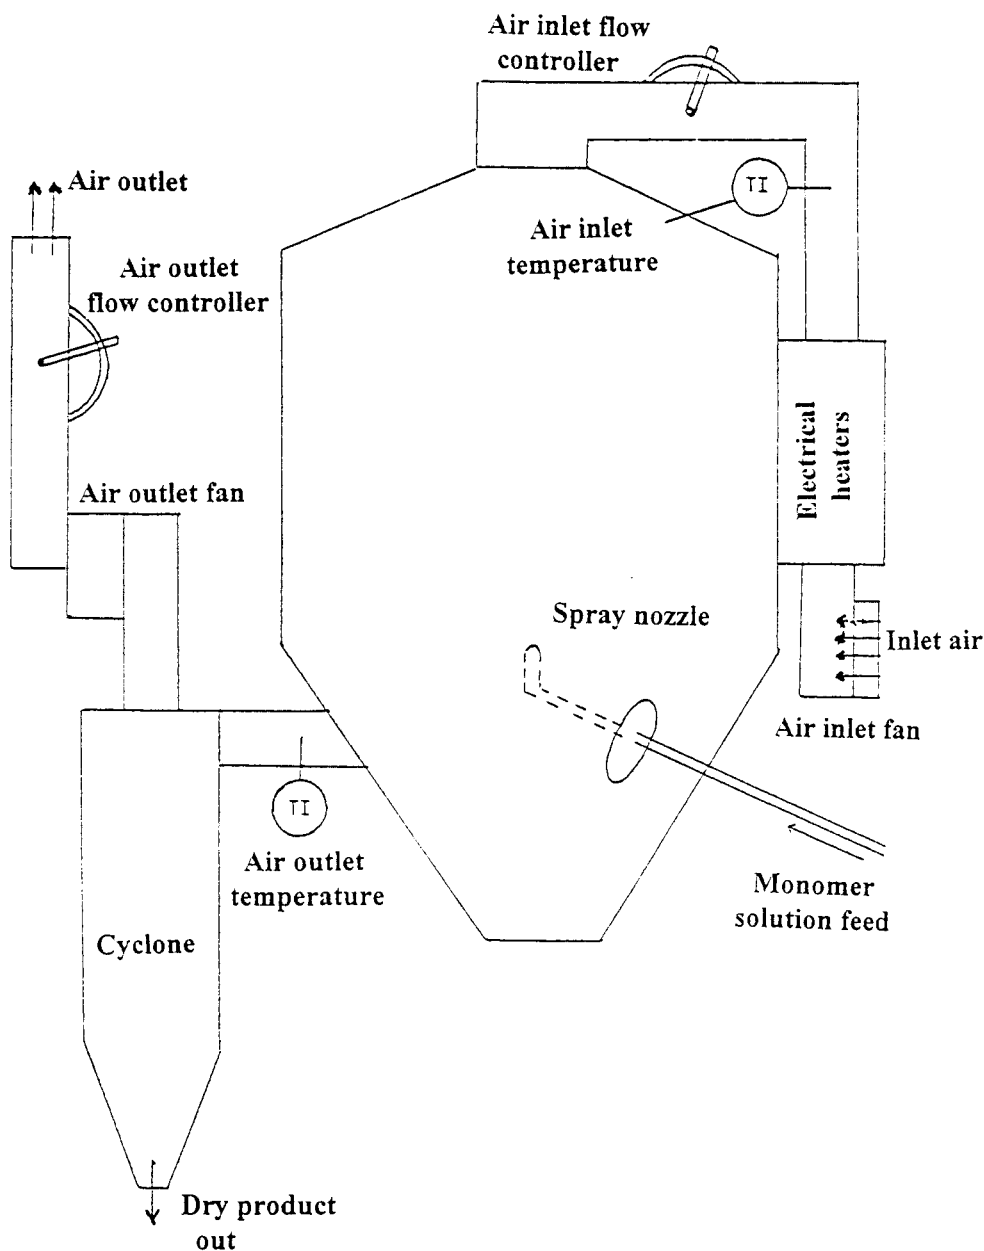 Air inlet flow
controller
Air outlet
TI
Air inlet
temperature
Air outlet
flow controller
Electrical
heaters
Air outlet fan
Spray nozzle
Inlet air
Air inlet fan
TI
Air outlet
temperature
Monomer
solution feed
Cyclone
Dry product
out